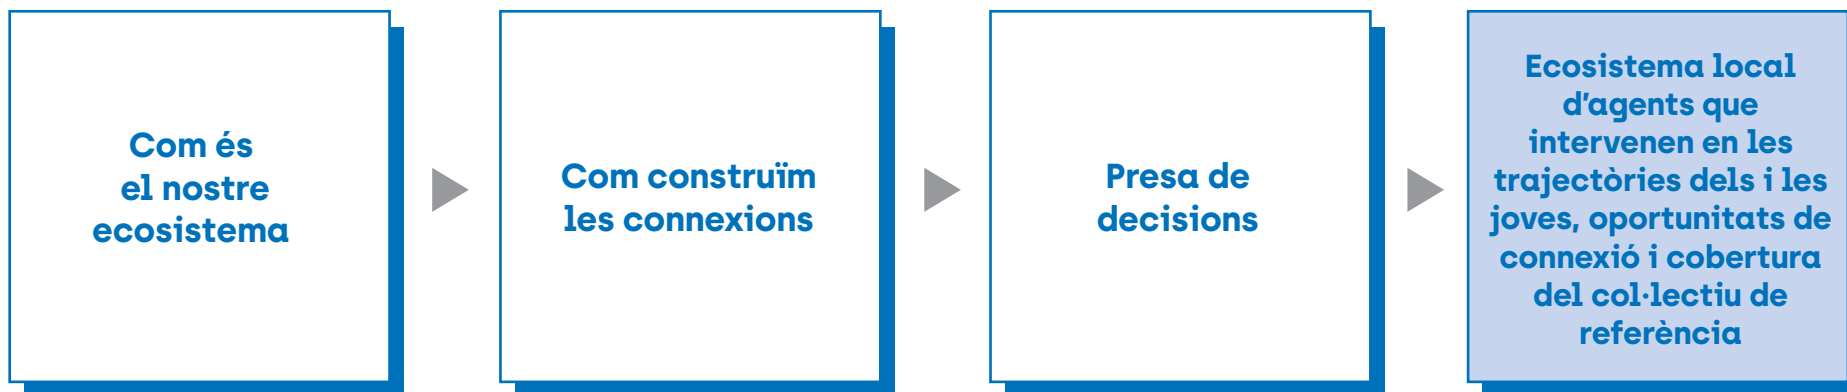 Com és
el nostre
ecosistema
Com construïm
les connexions
Presa de
decisions
Ecosistema local
d'agents que
intervenen en les
trajectòries dels i les
joves, oportunitats de
connexió i cobertura
del col·lectiu de
referència